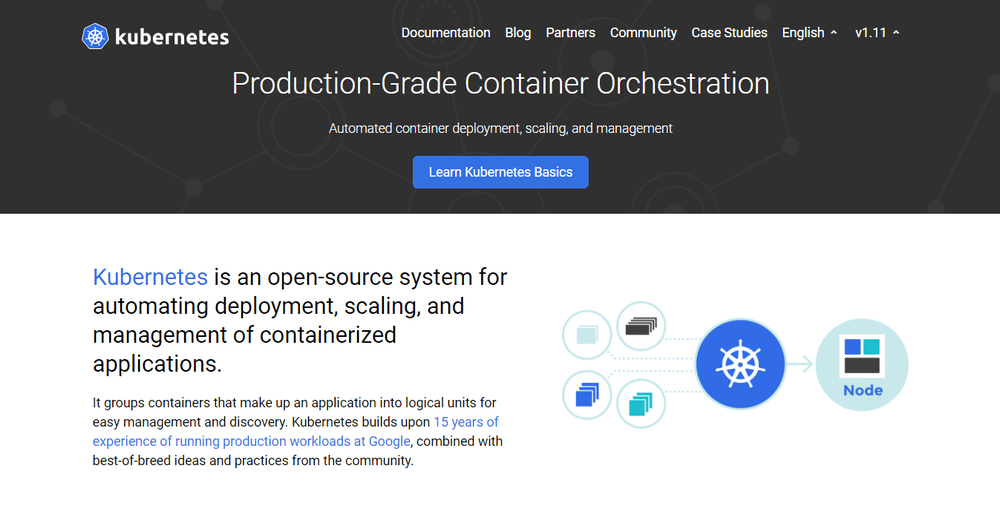 kubernetes
Documentation Blog Partners Community Case Studies English v1.11
Production-Grade Container Orchestration
Automated container deployment, scaling, and management
Learn Kubernetes Basics
Kubernetes is an open-source system for
automating deployment, scaling, and
management of containerized
applications.
It groups containers that make up an application into logical units for
easy management and discovery. Kubernetes builds upon 15 years of
experience of running production workloads at Google, combined with
best-of-breed ideas and practices from the community.
Node